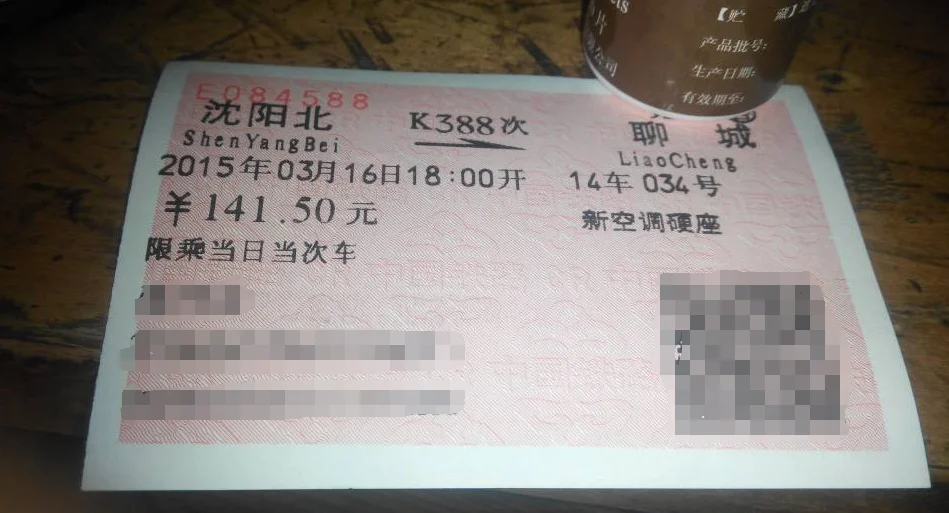 【贮 藏】
产品批号:
生产日期:
有效期至:
E084588
沈阳北 K388次 聊城
ShenYangBei LiaoCheng
2015年03月16日18:00开 14车 034号
￥141.50元 新空调硬座
限乘当日当次车